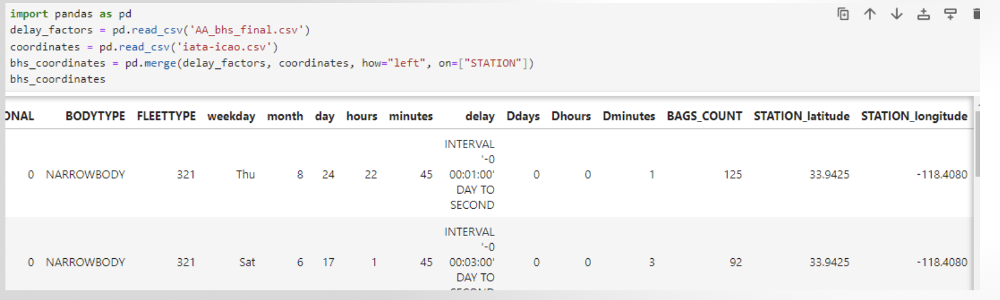 import pandas as pd
delay_factors = pd.read_csv('AA_bhs_final.csv')
coordinates = pd.read_csv('iata-icao.csv')
bhs_coordinates = pd.merge(delay_factors, coordinates, how="left", on=["STATION"])
bhs_coordinates
ONAL BODYTYPE FLEETTYPE weekday month day hours minutes delay Ddays Dhours Dminutes BAGS_COUNT STATION_latitude STATION_longitude
INTERVAL
'-0
0 NARROWBODY 321 Thu 8 24 22 45 00:01:00' 0 0 1 125 33.9425 -118.4080
DAY TO
SECOND
INTERVAL
'-0
0 NARROWBODY 321 Sat 6 17 1 45 00:03:00' 0 0 3 92 33.9425 -118.4080
DAY TO